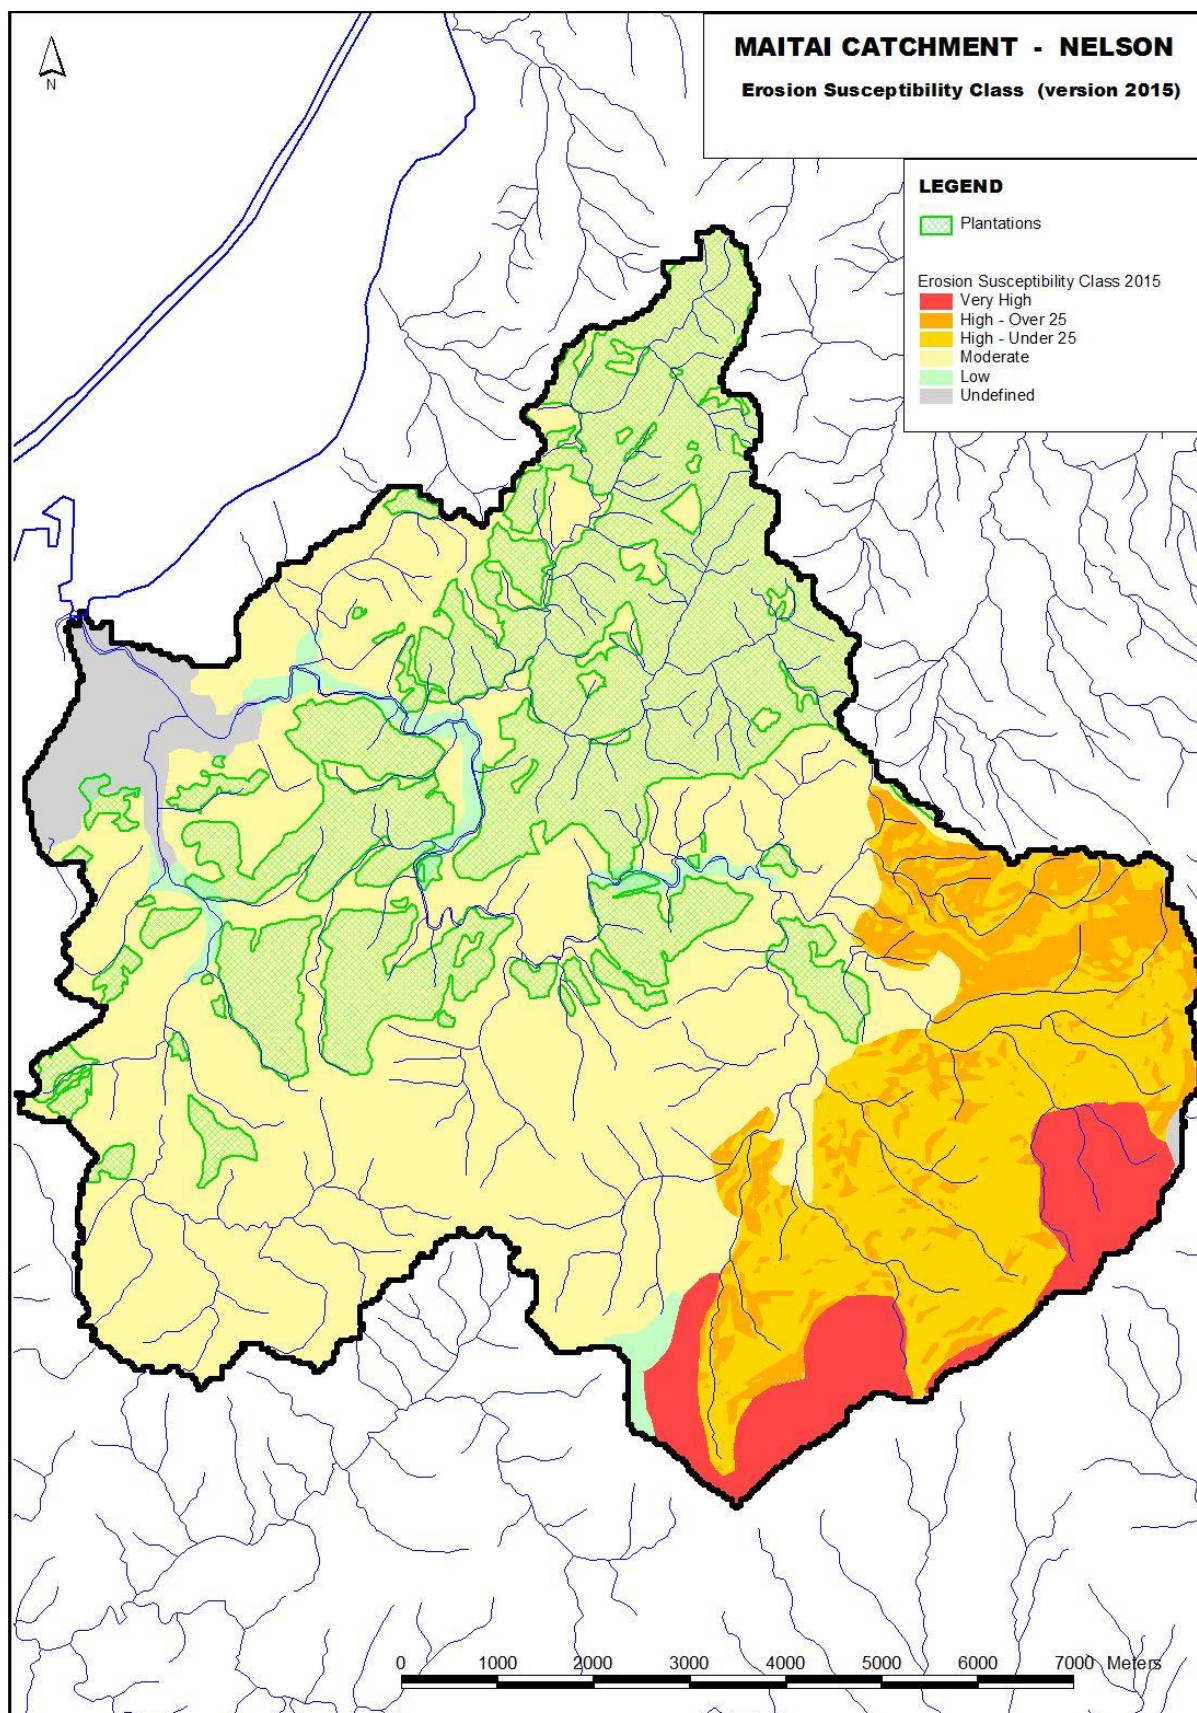 N
MAITAI CATCHMENT - NELSON
Erosion Susceptibility Class (version 2015)
LEGEND
Plantations
Erosion Susceptibility Class 2015
Very High
High - Over 25
High - Under 25
Moderate
Low
Undefined
0 1000 2000 3000 4000 5000 6000 7000 Meters